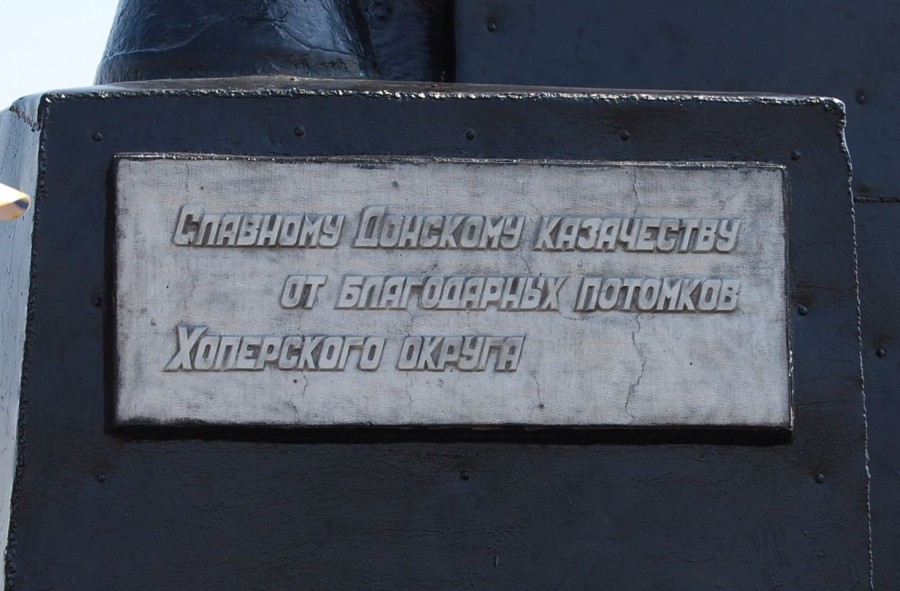 Славному Донскому казачеству
от благодарных потомков
Хоперского округа